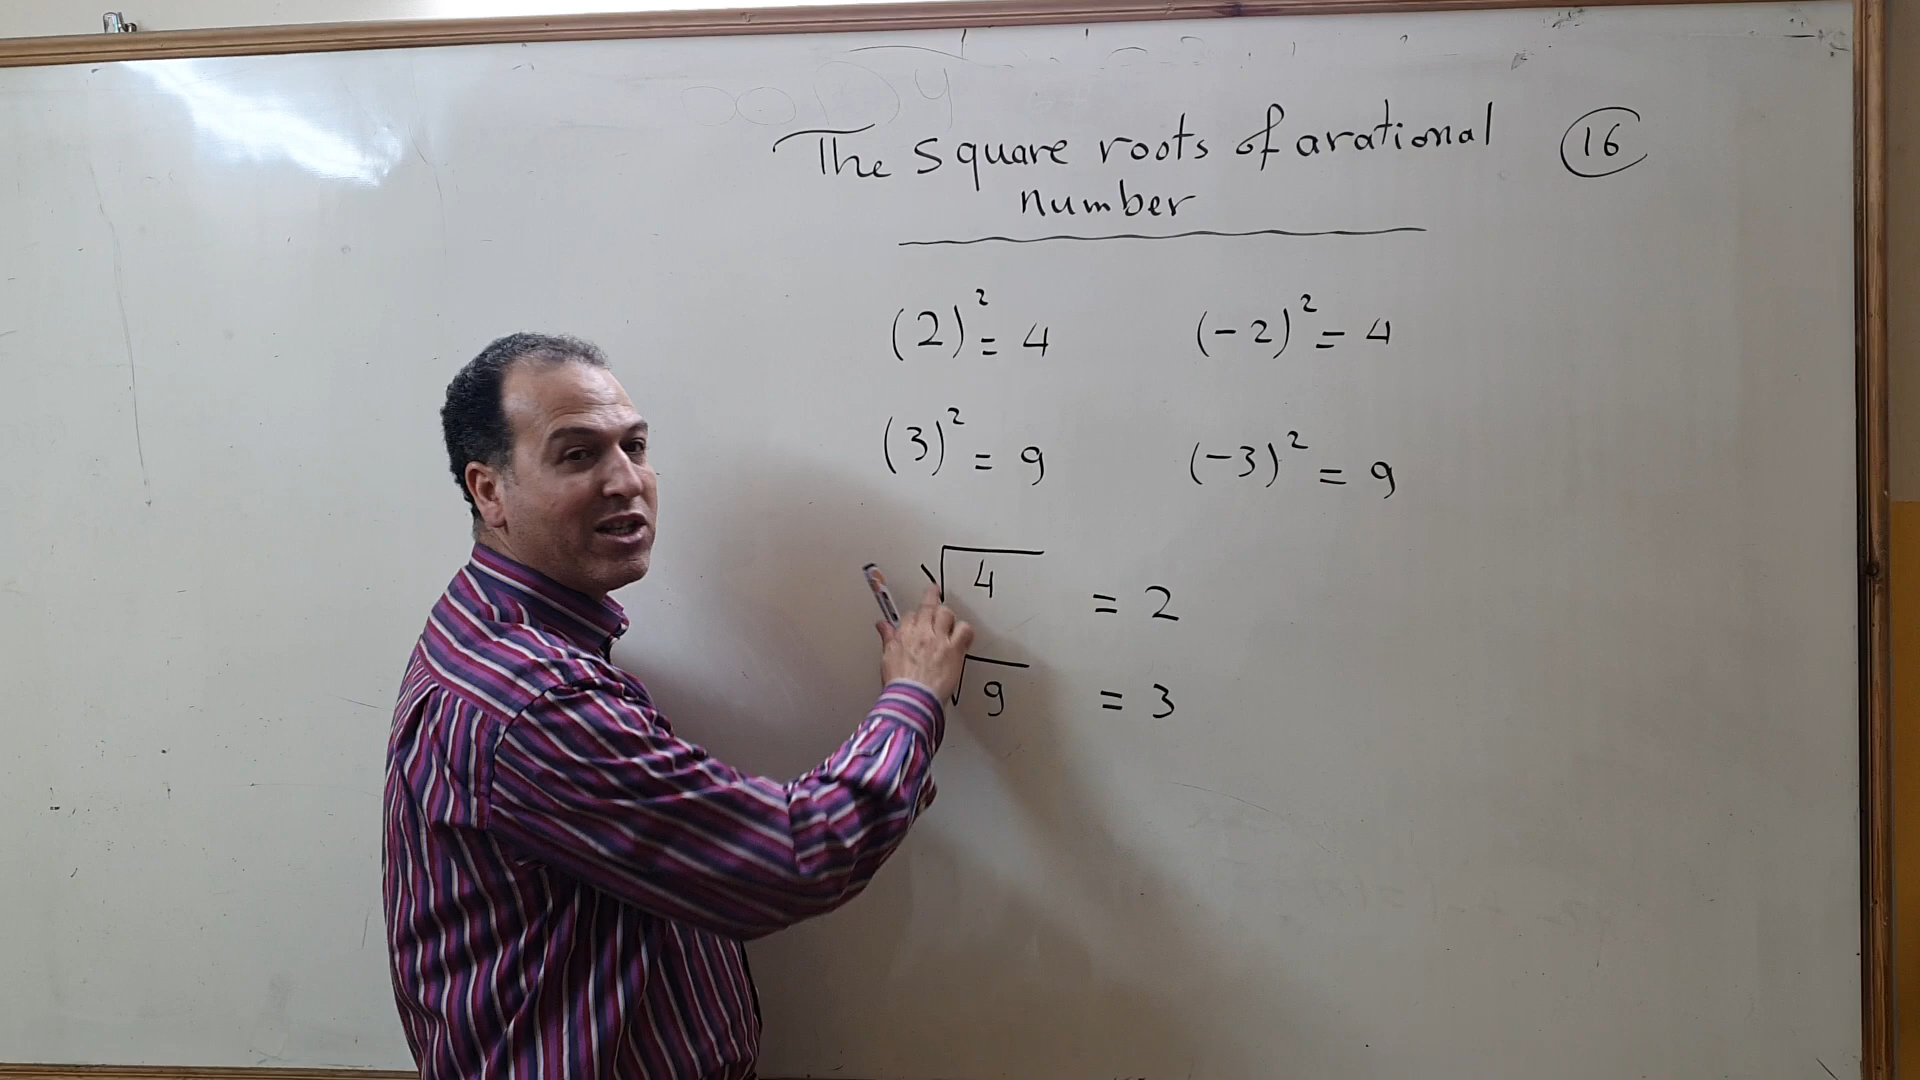 The square roots of arational 16
number
(2)² = 4 (-2)² = 4
(3)² = 9 (-3)² = 9
√4 = 2
√9 = 3